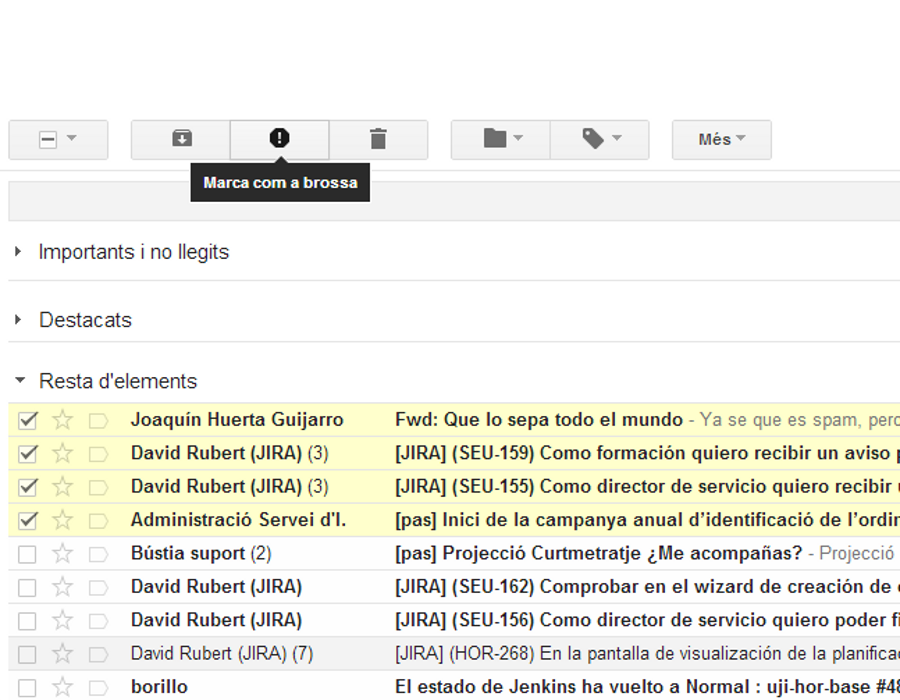 Més
Marca com a brossa
Importants i no llegits
Destacats
Resta d'elements
Joaquín Huerta Guijarro Fwd: Que lo sepa todo el mundo - Ya se que es spam, pero
David Rubert (JIRA) (3) [JIRA] (SEU-159) Como formación quiero recibir un aviso
David Rubert (JIRA) (3) [JIRA] (SEU-155) Como director de servicio quiero recibir
Administració Servei d'I. [pas] Inici de la campanya anual d’identificació de l’ordin
Bústia suport (2) [pas] Projecció Curtmetratje ¿Me acompañas? - Projecció
David Rubert (JIRA) [JIRA] (SEU-162) Comprobar en el wizard de creación de
David Rubert (JIRA) [JIRA] (SEU-156) Como director de servicio quiero poder fi
David Rubert (JIRA) (7) [JIRA] (HOR-268) En la pantalla de visualización de la planifica
borillo El estado de Jenkins ha vuelto a Normal : uji-hor-base #48